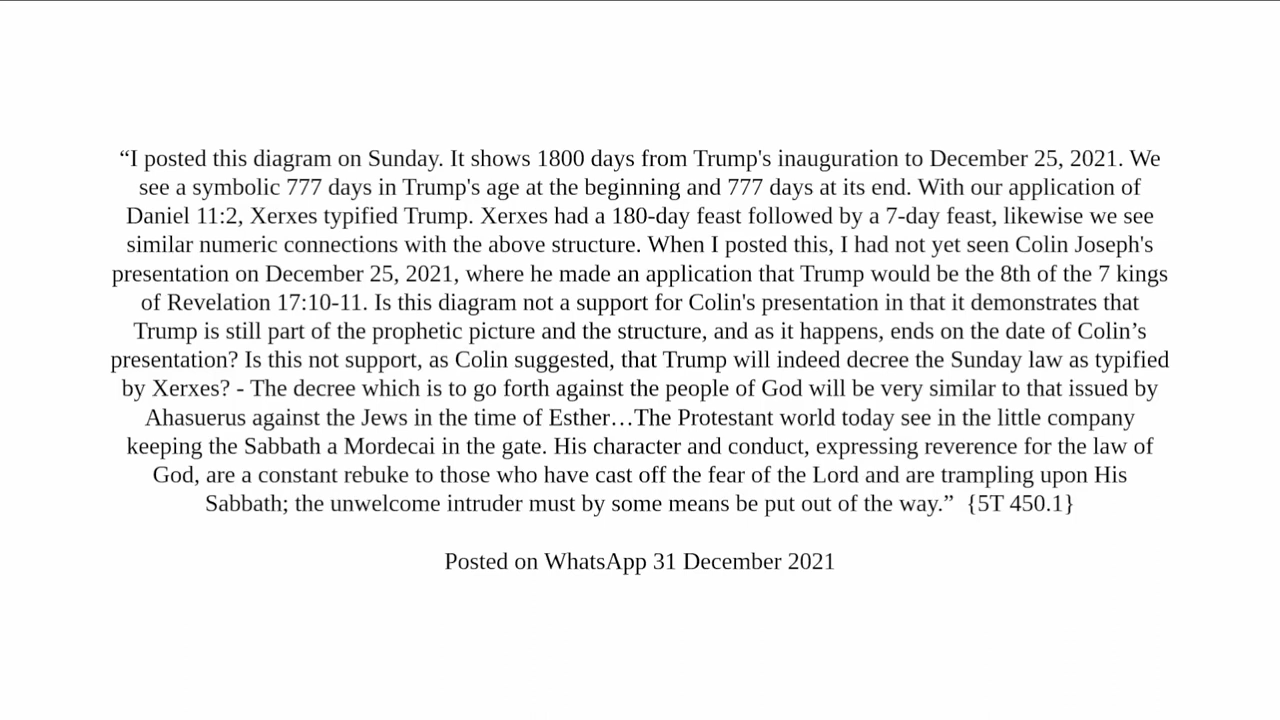 “I posted this diagram on Sunday. It shows 1800 days from Trump's inauguration to December 25, 2021. We
see a symbolic 777 days in Trump's age at the beginning and 777 days at its end. With our application of
Daniel 11:2, Xerxes typified Trump. Xerxes had a 180-day feast followed by a 7-day feast, likewise we see
similar numeric connections with the above structure. When I posted this, I had not yet seen Colin Joseph's
presentation on December 25, 2021, where he made an application that Trump would be the 8th of the 7 kings
of Revelation 17:10-11. Is this diagram not a support for Colin's presentation in that it demonstrates that
Trump is still part of the prophetic picture and the structure, and as it happens, ends on the date of Colin’s
presentation? Is this not support, as Colin suggested, that Trump will indeed decree the Sunday law as typified
by Xerxes? - The decree which is to go forth against the people of God will be very similar to that issued by
Ahasuerus against the Jews in the time of Esther…The Protestant world today see in the little company
keeping the Sabbath a Mordecai in the gate. His character and conduct, expressing reverence for the law of
God, are a constant rebuke to those who have cast off the fear of the Lord and are trampling upon His
Sabbath; the unwelcome intruder must by some means be put out of the way.” {5T 450.1}
Posted on WhatsApp 31 December 2021